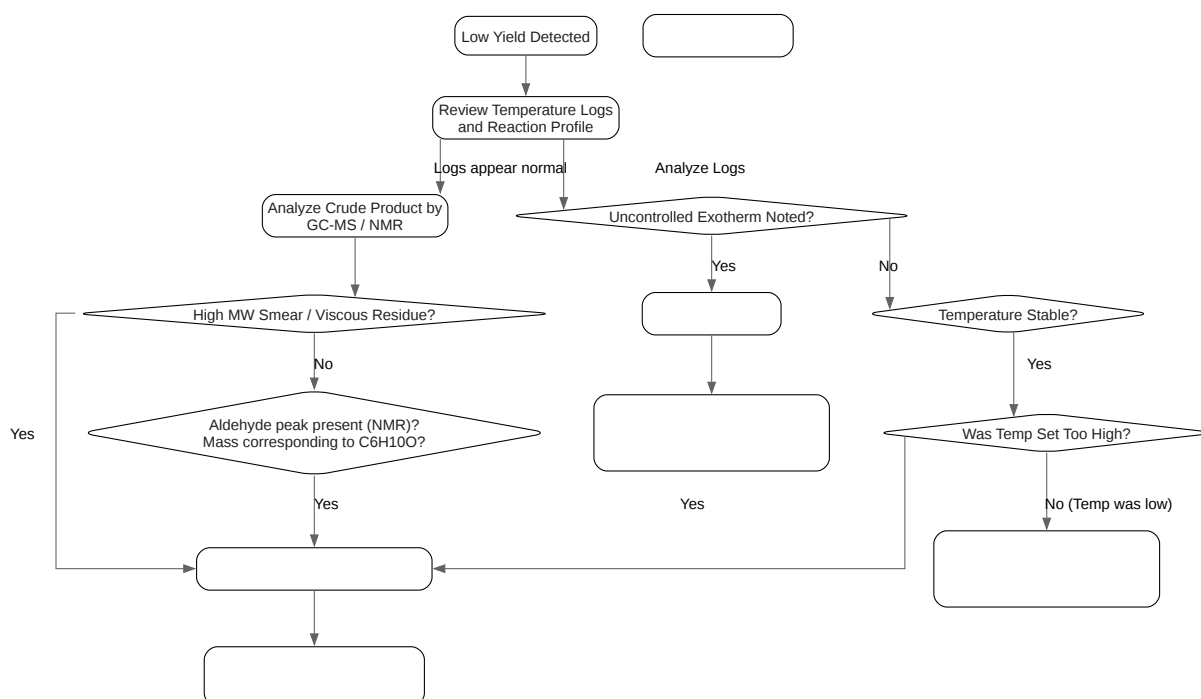 Low Yield Detected
Review Temperature Logs
and Reaction Profile
Logs appear normal
Analyze Logs
Analyze Crude Product by
GC-MS / NMR
Uncontrolled Exotherm Noted?
Yes
No
High MW Smear / Viscous Residue?
Temperature Stable?
No
Yes
Yes
Aldehyde peak present (NMR)?
Mass corresponding to C6H10O?
Was Temp Set Too High?
Yes
Yes
No (Temp was low)